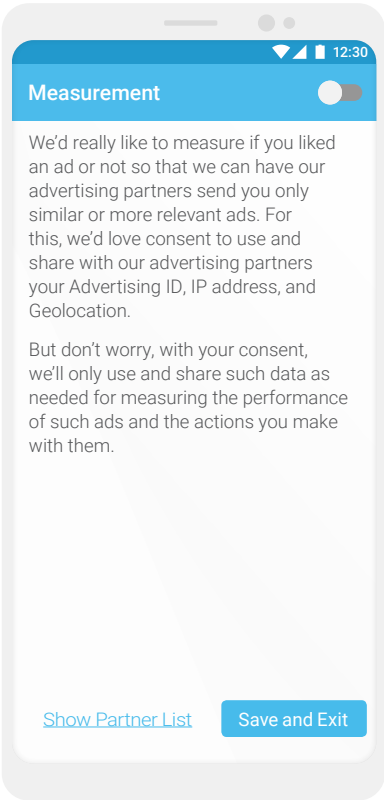 12:30
Measurement
We’d really like to measure if you liked
an ad or not so that we can have our
advertising partners send you only
similar or more relevant ads. For
this, we’d love consent to use and
share with our advertising partners
your Advertising ID, IP address, and
Geolocation.
But don’t worry, with your consent,
we’ll only use and share such data as
needed for measuring the performance
of such ads and the actions you make
with them.
Show Partner List
Save and Exit